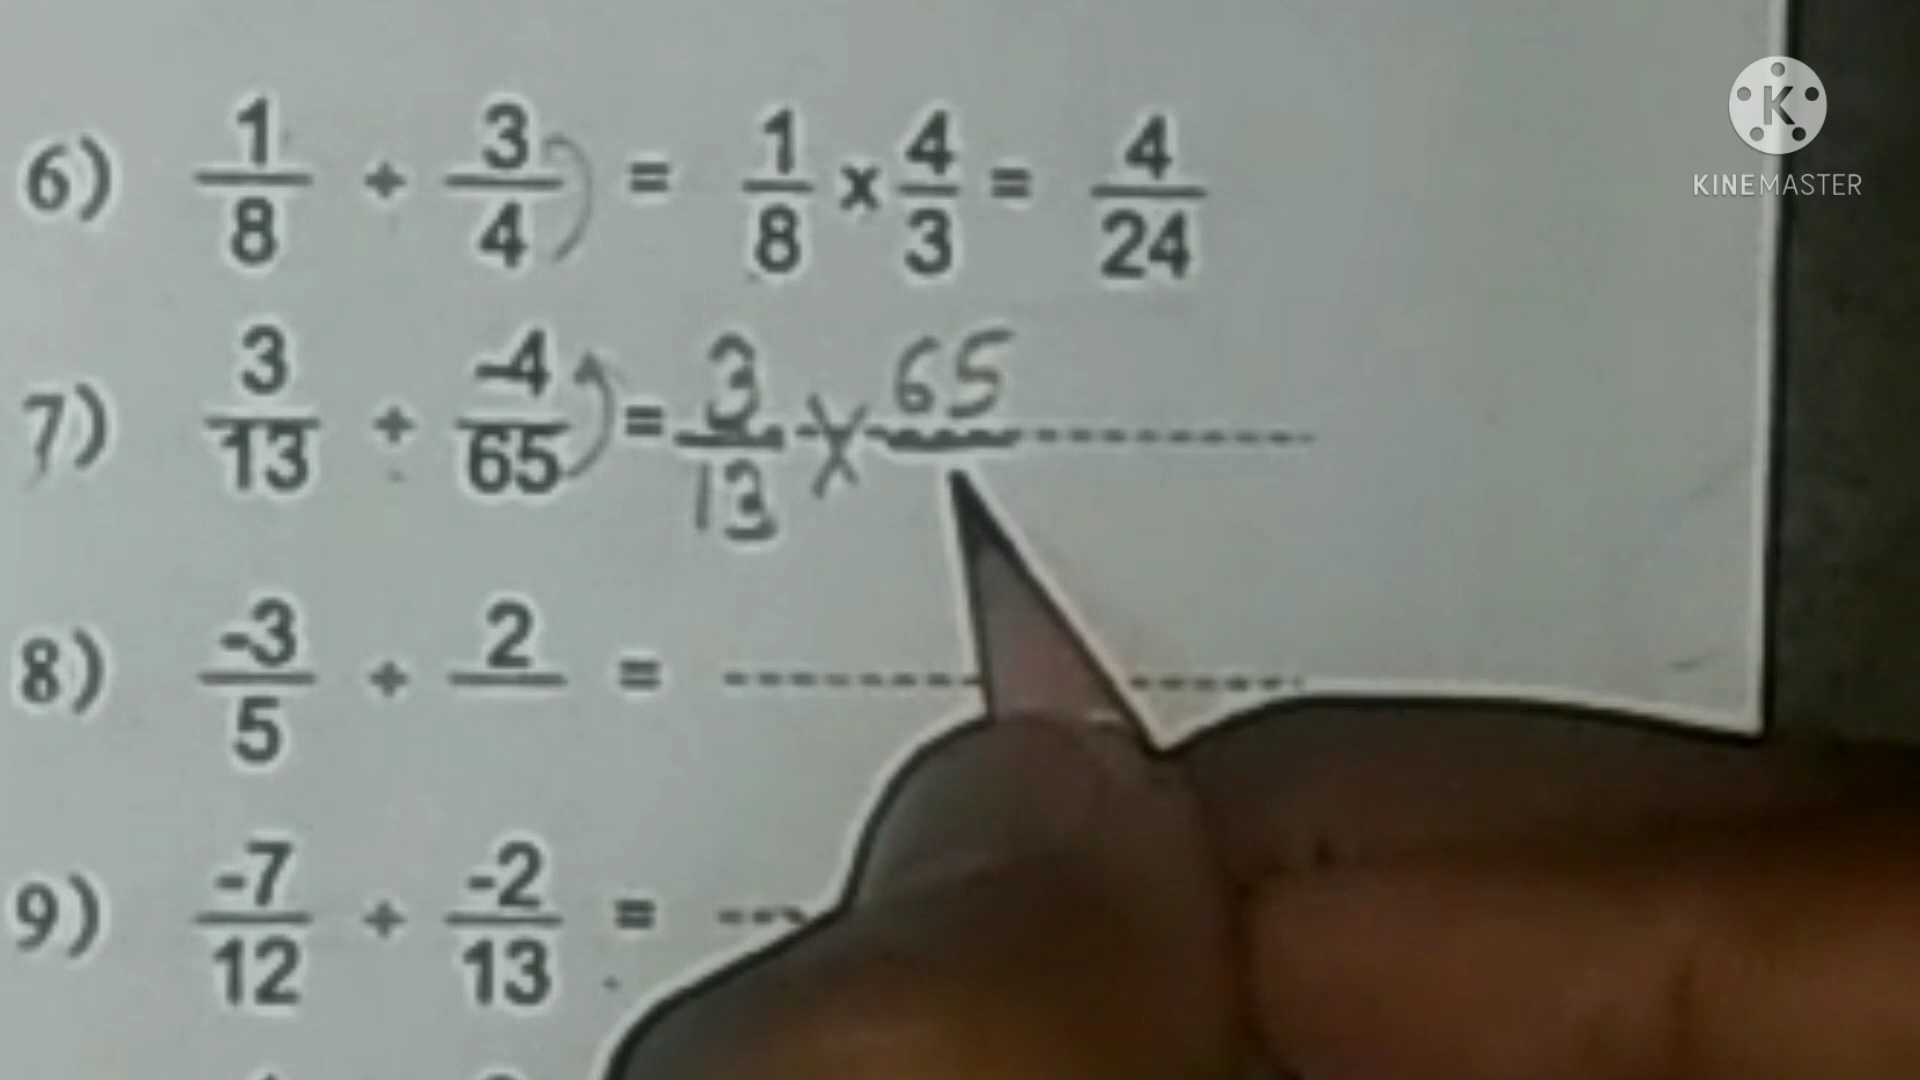 K
KINEMASTER
6) 1/8 ÷ 3/4 = 1/8 x 4/3 = 4/24
7) 3/13 ÷ -4/65 = 3/13 x 65/
8) -3/5 ÷ 2/ =
9) -7/12 ÷ -2/13 =